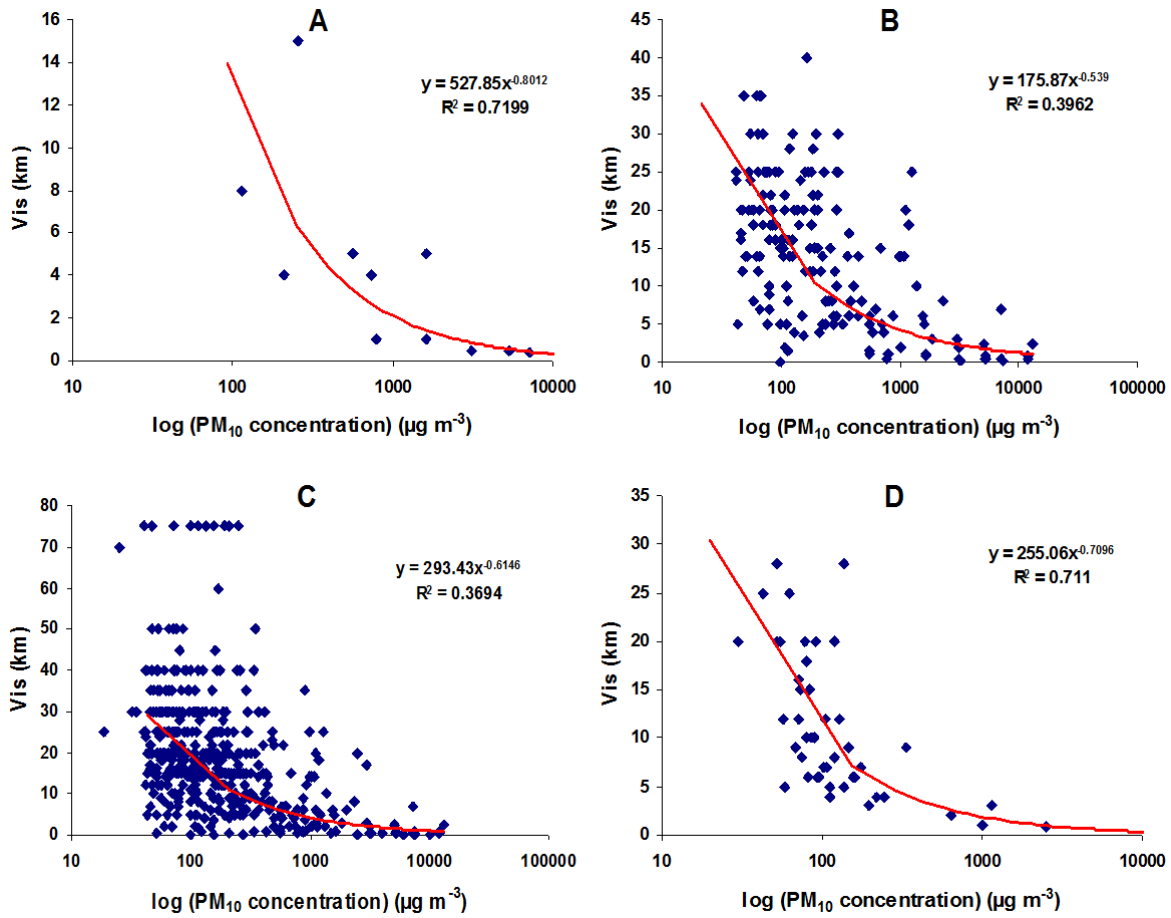 A
16
14
12
10
8
6
4
2
0
Vis (km)
y = 527.85x^-0.8012
R² = 0.7199
10 100 1000 10000
log (PM₁₀ concentration) (µg m⁻³)
B
45
40
35
30
25
20
15
10
5
0
Vis (km)
y = 175.87x^-0.539
R² = 0.3962
10 100 1000 10000 100000
log (PM₁₀ concentration) (µg m⁻³)
C
80
70
60
50
40
30
20
10
0
Vis (km)
y = 293.43x^-0.6146
R² = 0.3694
10 100 1000 10000 100000
log (PM₁₀ concentration) (µg m⁻³)
D
35
30
25
20
15
10
5
0
Vis (km)
y = 255.06x^-0.7096
R² = 0.711
10 100 1000 10000
log (PM₁₀ concentration) (µg m⁻³)